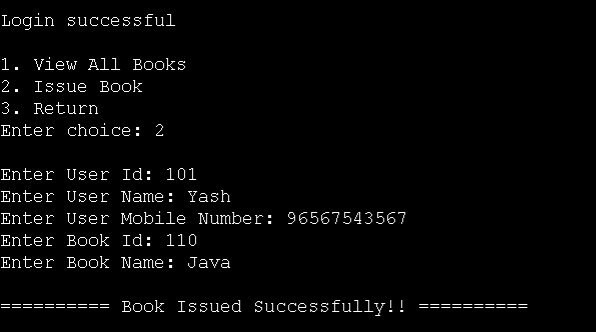 Login successful
1. View All Books
2. Issue Book
3. Return
Enter choice: 2
Enter User Id: 101
Enter User Name: Yash
Enter User Mobile Number: 96567543567
Enter Book Id: 110
Enter Book Name: Java
========== Book Issued Successfully!! ==========